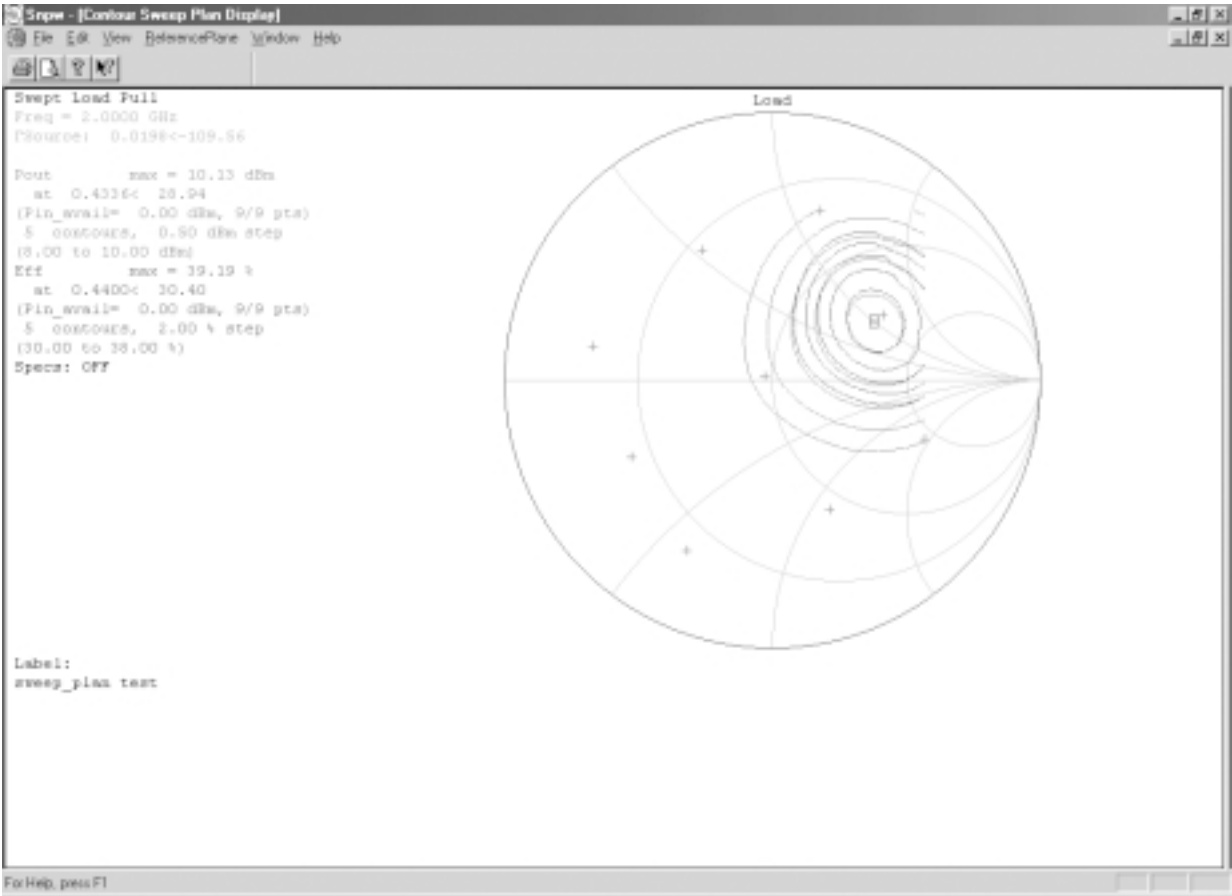 Snpw - [Contour Sweep Plan Display]
File Edit View ReferencePlane Window Help
Swept Load Pull
Freq = 2.0000 GHz
ΓSource: 0.0198<-109.56
Pout max = 10.13 dBm
at 0.4336< 28.94
(Pin_avail= 0.00 dBm, 9/9 pts)
5 contours, 0.50 dBm step
(8.00 to 10.00 dBm)
Eff max = 39.19 %
at 0.4400< 30.40
(Pin_avail= 0.00 dBm, 9/9 pts)
5 contours, 2.00 % step
(30.00 to 38.00 %)
Specs: OFF
Load
Label:
sweep_plan test
For Help, press F1